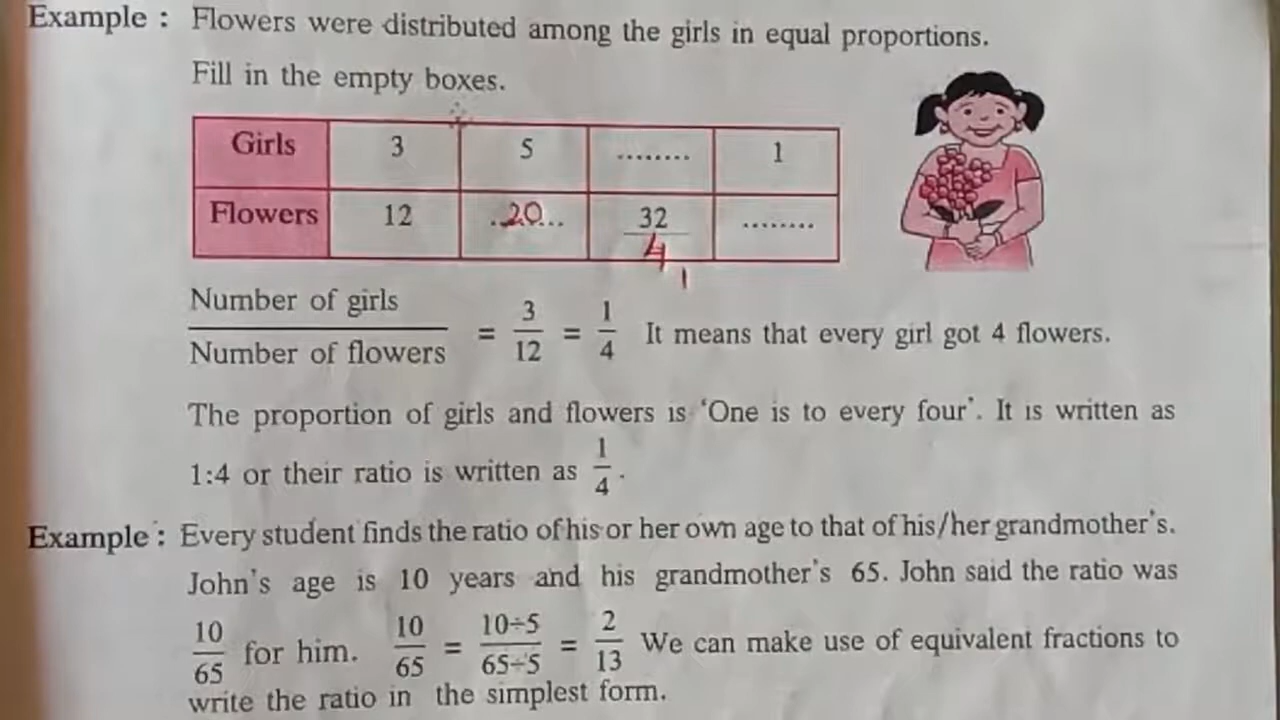 Example : Flowers were distributed among the girls in equal proportions.
Fill in the empty boxes.
Girls 3 5 ........ 1
Flowers 12 .20... 32 ........
4 1
Number of girls / Number of flowers = 3/12 = 1/4 It means that every girl got 4 flowers.
The proportion of girls and flowers is 'One is to every four'. It is written as
1:4 or their ratio is written as 1/4.
Example : Every student finds the ratio of his or her own age to that of his/her grandmother's.
John's age is 10 years and his grandmother's 65. John said the ratio was
10/65 for him. 10/65 = 10÷5/65÷5 = 2/13 We can make use of equivalent fractions to
write the ratio in the simplest form.